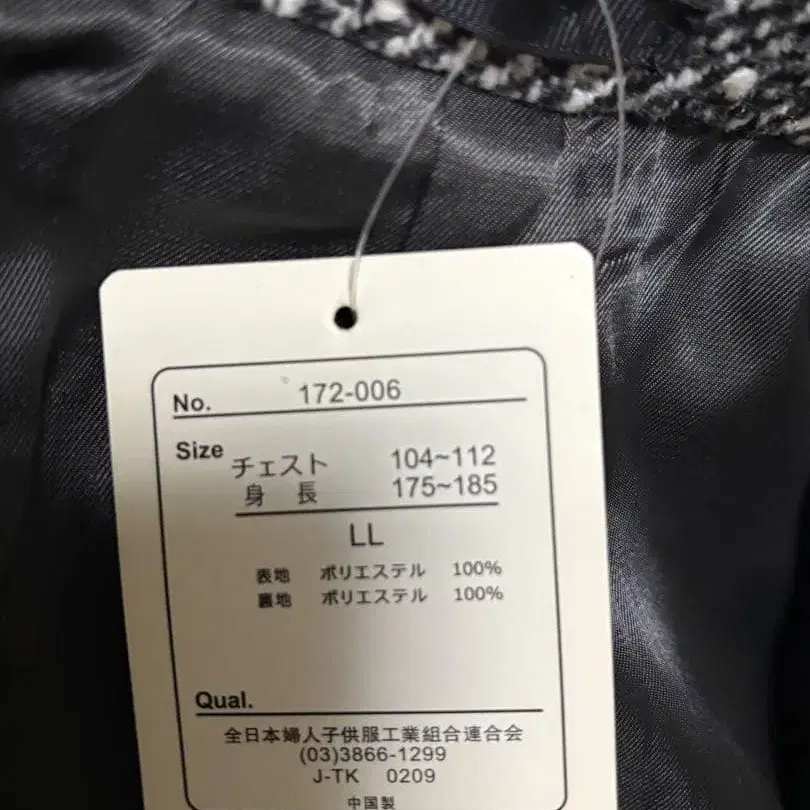 No. 172-006
Size チェスト 104~112
身 長 175~185
LL
表地 ポリエステル 100%
裏地 ポリエステル 100%
Qual.
全日本婦人子供服工業組合連合会
(03)3866-1299
J-TK 0209
中国製